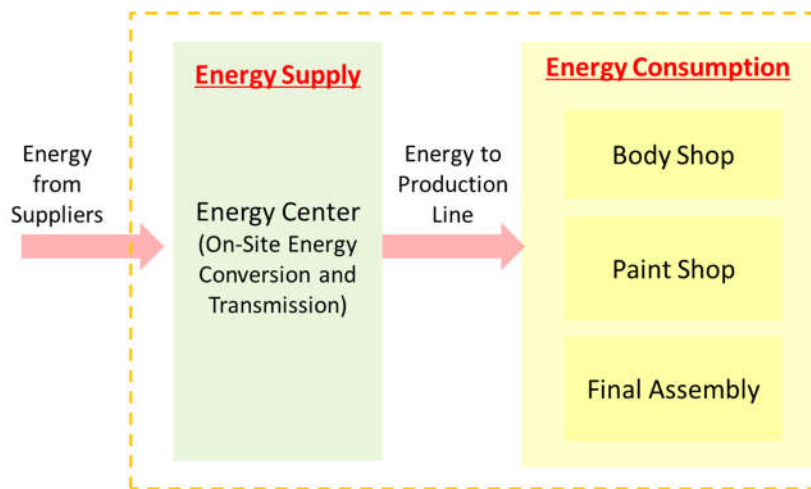 Energy Supply
Energy Consumption
Energy
from
Suppliers
Energy Center
(On-Site Energy
Conversion and
Transmission)
Energy to
Production
Line
Body Shop
Paint Shop
Final Assembly